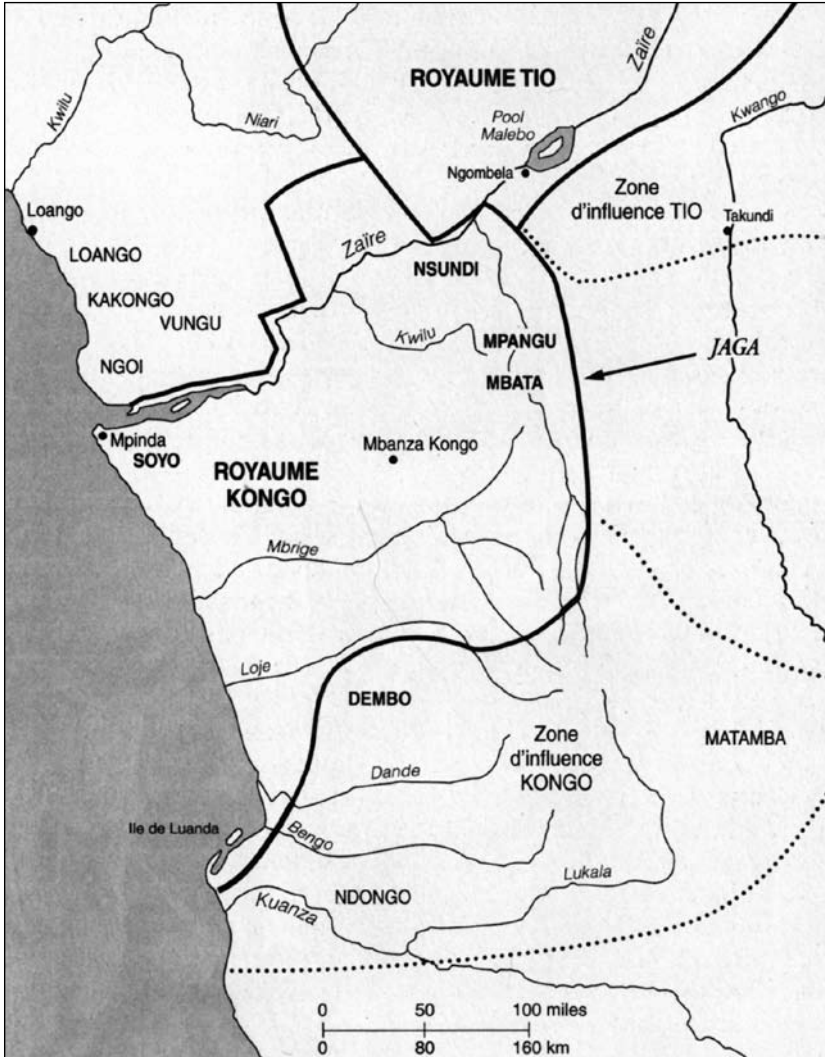 ROYAUME TIO
Zaïre
Kwilu
Niari
Pool
Malebo
Kwango
Ngombela
Zone
d'influence TIO
Takundi
Loango
LOANGO
Zaïre
NSUNDI
KAKONGO
VUNGU
Kwilu
MPANGU
JAGA
NGOI
MBATA
Mpinda
SOYO
Mbanza Kongo
ROYAUME
KONGO
Mbrige
Loje
DEMBO
Zone
d'influence
KONGO
MATAMBA
Dande
Ile de Luanda
Bengo
Lukala
NDONGO
Kuanza
0 50 100 miles
0 80 160 km